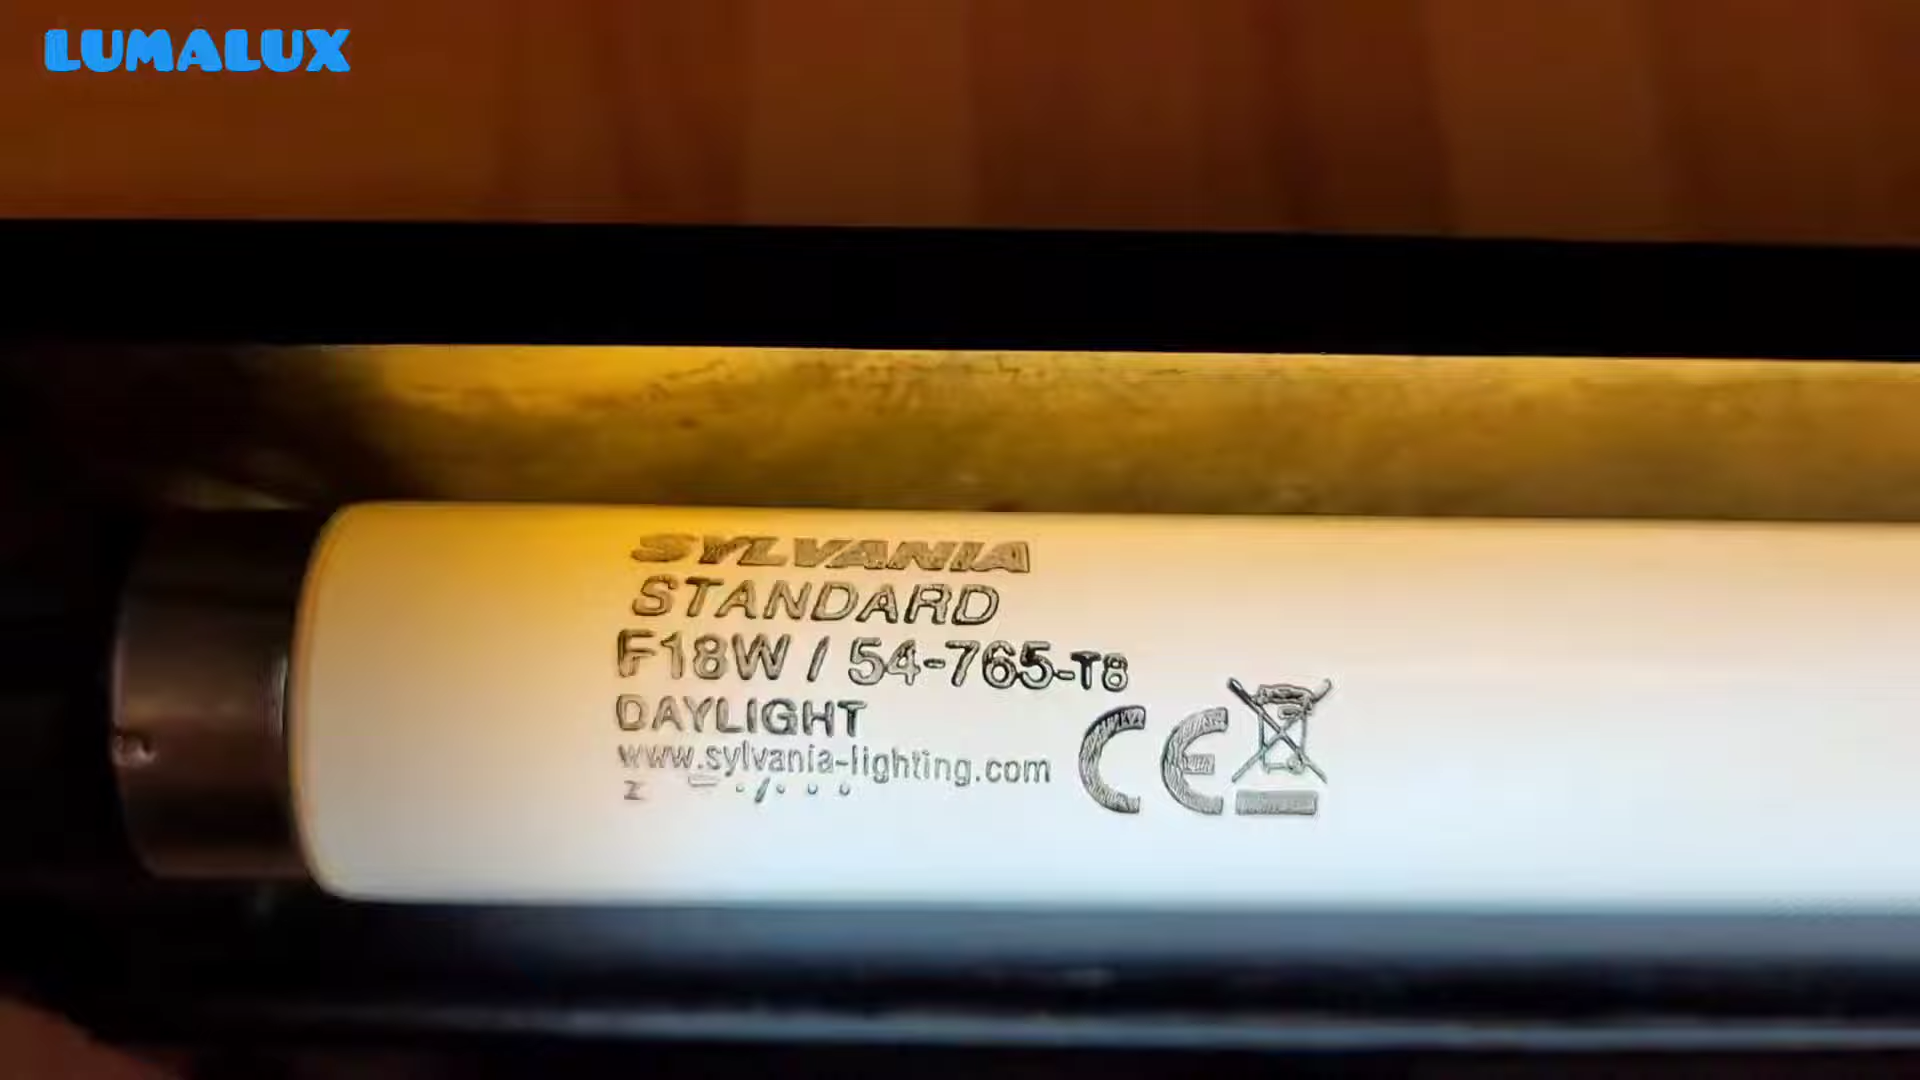 LUMALUX
SYLVANIA
STANDARD
F18W / 54-765-T8
DAYLIGHT
www.sylvania-lighting.com
CE